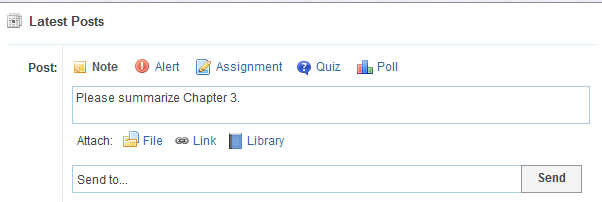 Latest Posts
Post: Note Alert Assignment Quiz Poll
Please summarize Chapter 3.
Attach: File Link Library
Send to... Send